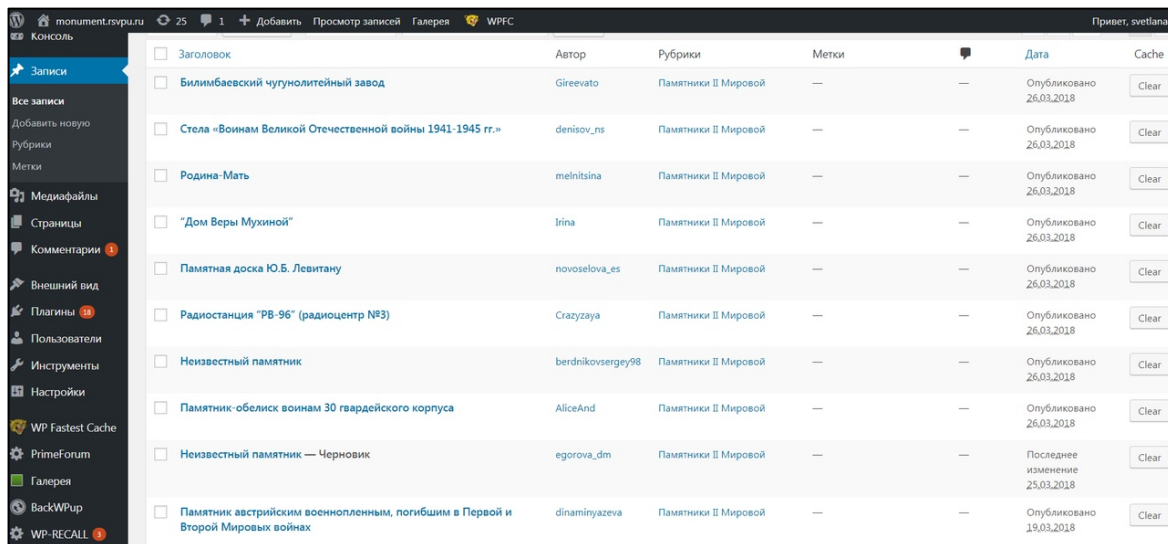 monument.rsvpu.ru 25 1 Добавить Просмотр записей Галерея WPFC Привет, svetlana
Консоль
Записи
Все записи
Добавить новую
Рубрики
Метки
Медиафайлы
Страницы
Комментарии 1
Внешний вид
Плагины 18
Пользователи
Инструменты
Настройки
WP Fastest Cache
PrimeForum
Галерея
BackWPup
WP-RECALL 3
Заголовок Автор Рубрики Метки Дата Cache
Билимбаевский чугунолитейный завод Gireevato Памятники II Мировой — — Опубликовано Clear
26.03.2018
Стела «Воинам Великой Отечественной войны 1941-1945 гг.» denisov_ns Памятники II Мировой — — Опубликовано Clear
26.03.2018
Родина-Мать melnitsina Памятники II Мировой — — Опубликовано Clear
26.03.2018
"Дом Веры Мухиной" Irina Памятники II Мировой — — Опубликовано Clear
26.03.2018
Памятная доска Ю.Б. Левитану novoselova_es Памятники II Мировой — — Опубликовано Clear
26.03.2018
Радиостанция "РВ-96" (радиоцентр №3) Crazyzaya Памятники II Мировой — — Опубликовано Clear
26.03.2018
Неизвестный памятник berdnikovsergey98 Памятники II Мировой — — Опубликовано Clear
26.03.2018
Памятник-обелиск воинам 30 гвардейского корпуса AliceAnd Памятники II Мировой — — Опубликовано Clear
26.03.2018
Неизвестный памятник — Черновик egorova_dm Памятники II Мировой — — Последнее Clear
изменение
25.03.2018
Памятник австрийским военнопленным, погибшим в Первой и dinaminyazeva Памятники II Мировой — — Опубликовано Clear
Второй Мировых войнах 19.03.2018